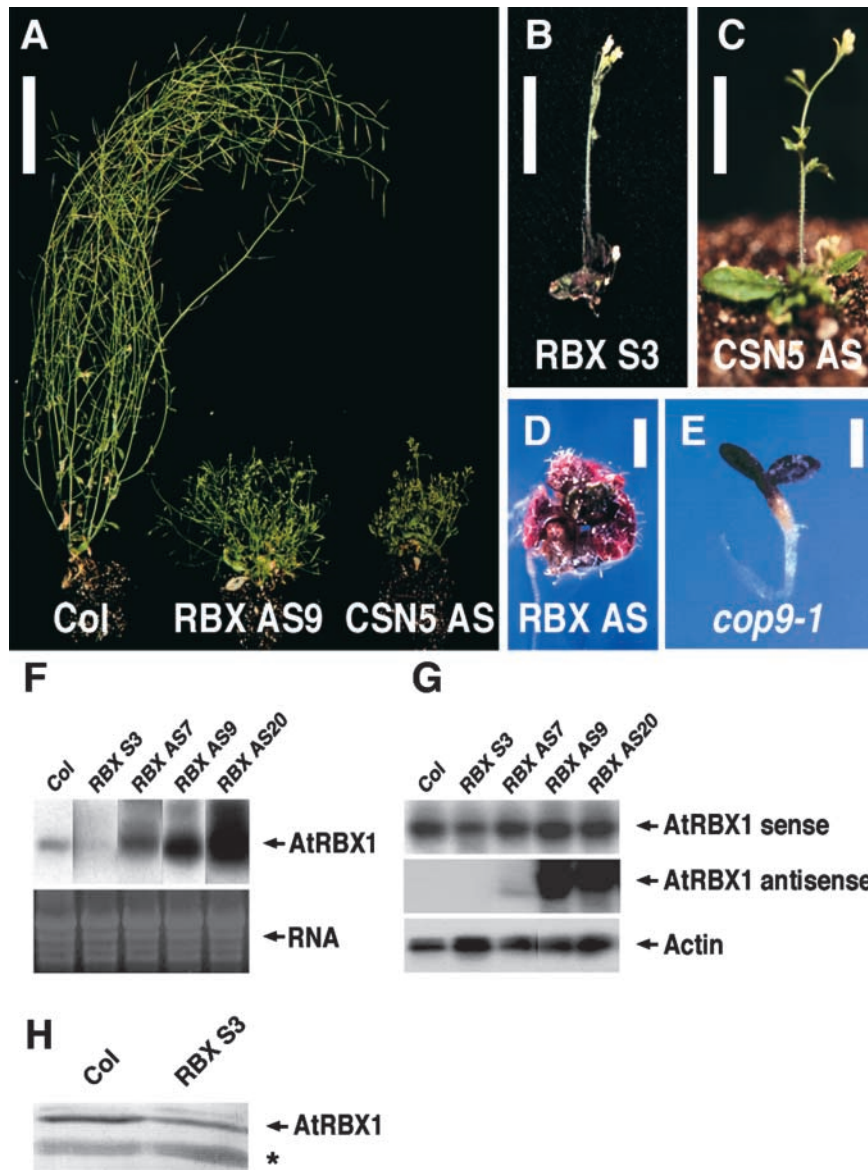 A
B
C
Col
RBX AS9
CSN5 AS
RBX S3
CSN5 AS
D
E
RBX AS
cop9-1
F
Col
RBX S3
RBX AS7
RBX AS9
RBX AS20
AtRBX1
RNA
G
Col
RBX S3
RBX AS7
RBX AS9
RBX AS20
AtRBX1 sense
AtRBX1 antisense
Actin
H
Col
RBX S3
AtRBX1
*